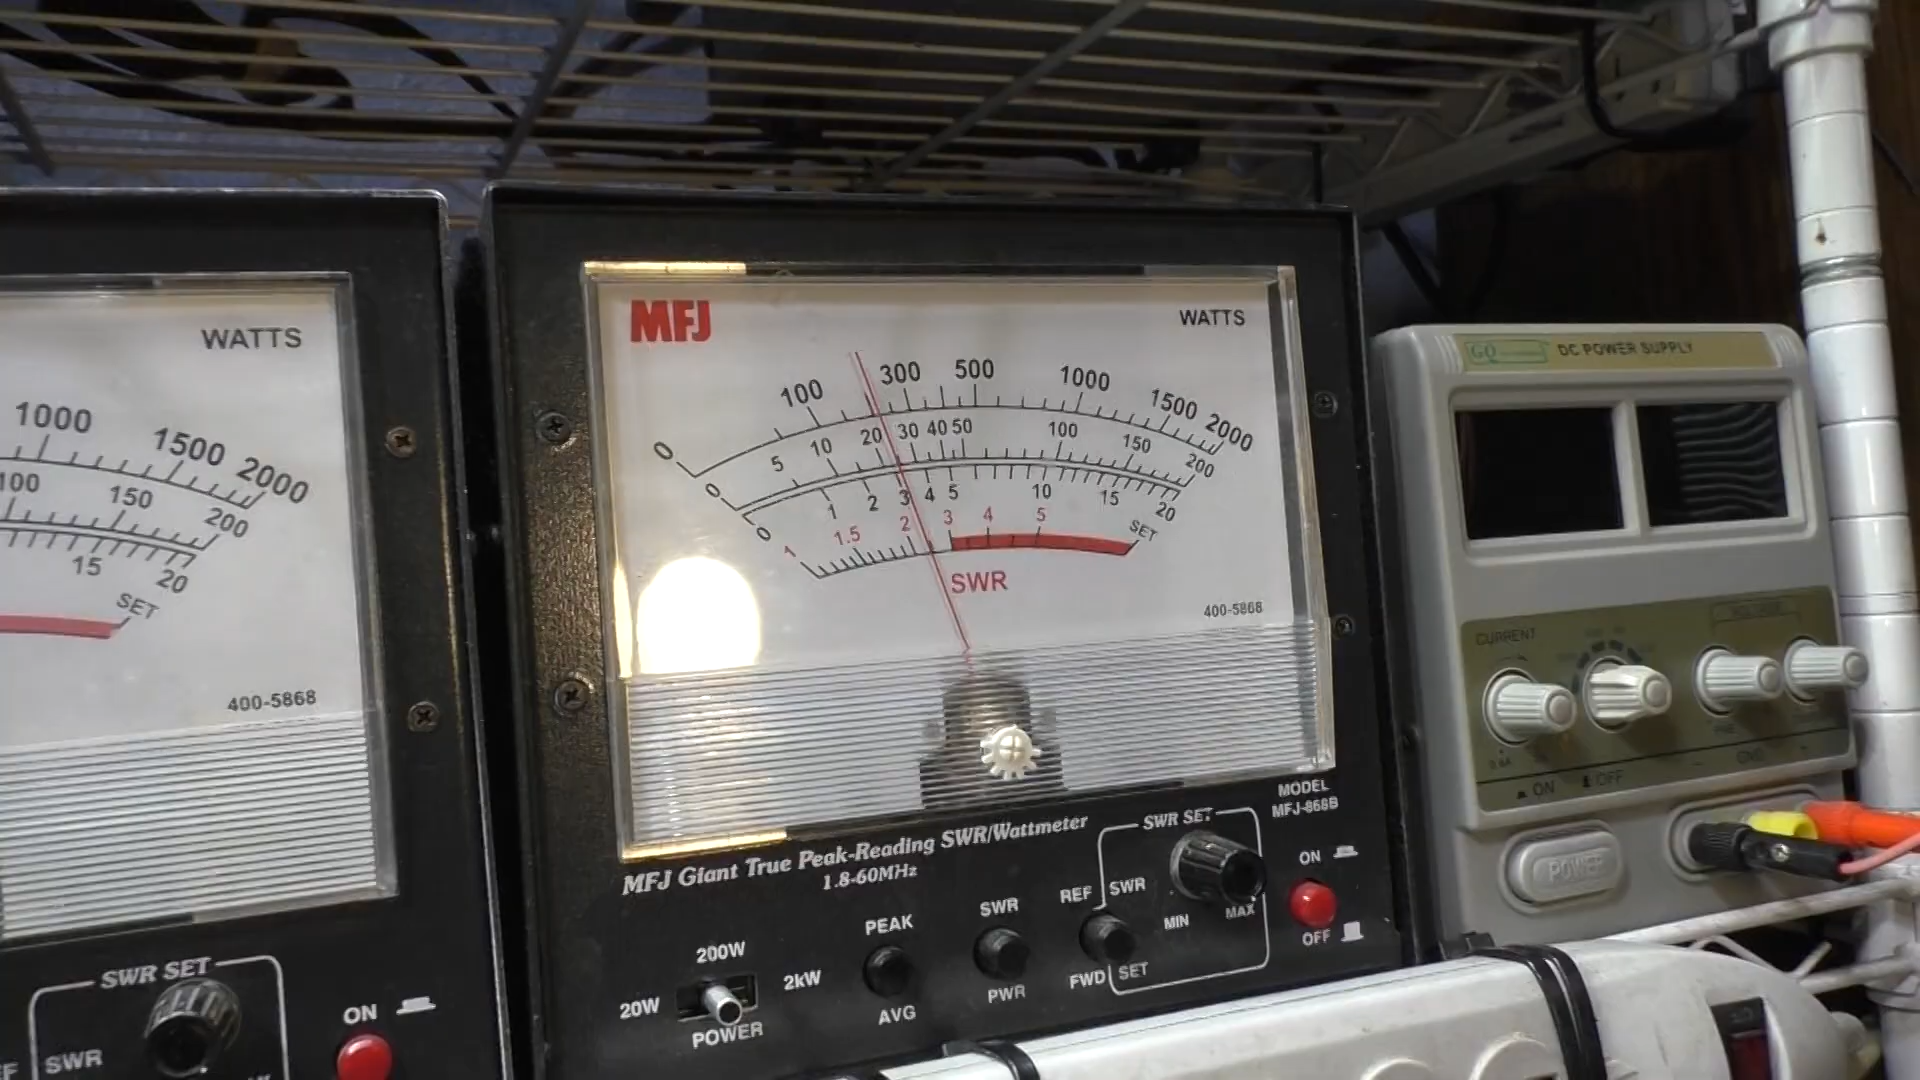 WATTS
1000 1500 2000
100 150 200
15 20
SET
400-5868
SWR SET
SWR
ON
MFJ
WATTS
0 100 300 500 1000 1500 2000
0 5 10 20 30 40 50 100 150 200
0 1 2 3 4 5 10 15 20
1 1.5 2 3 4 5 SET
SWR
400-5868
MODEL
MFJ-868B
MFJ Giant True Peak-Reading SWR/Wattmeter
1.8-60MHz
200W
20W 2kW
POWER
PEAK
AVG
SWR
PWR
REF SWR
FWD SET
SWR SET
MIN MAX
ON
OFF
GQ
DC POWER SUPPLY
CURRENT
GND
ON OFF
POWER